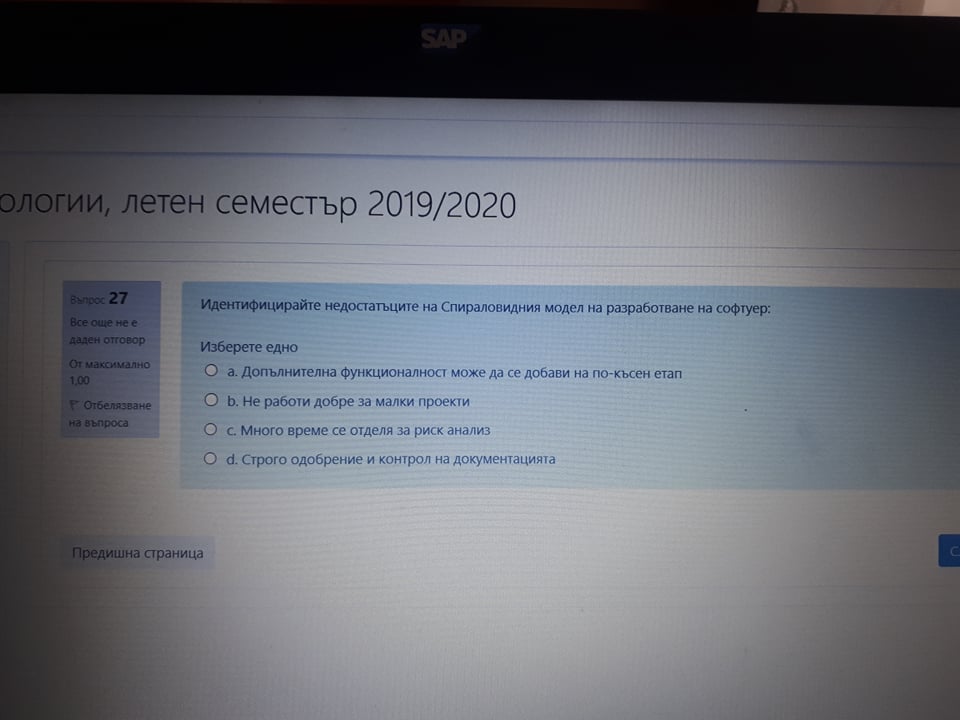 SAP
ологии, летен семестър 2019/2020
Въпрос 27
Все още не е
даден отговор
От максимално
1,00
Отбелязване
на въпроса
Идентифицирайте недостатъците на Спираловидния модел на разработване на софтуер:
Изберете едно
a. Допълнителна функционалност може да се добави на по-късен етап
b. Не работи добре за малки проекти
c. Много време се отделя за риск анализ
d. Строго одобрение и контрол на документацията
Предишна страница
С